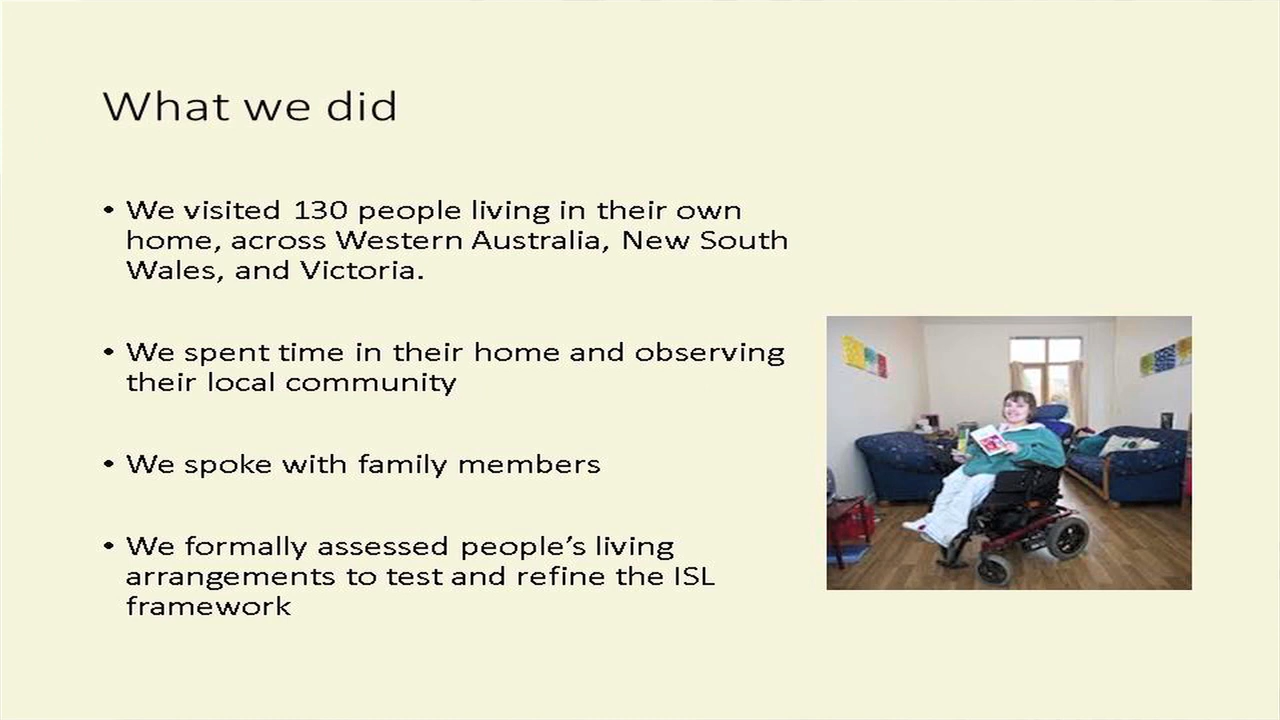 What we did
• We visited 130 people living in their own
home, across Western Australia, New South
Wales, and Victoria.
• We spent time in their home and observing
their local community
• We spoke with family members
• We formally assessed people’s living
arrangements to test and refine the ISL
framework